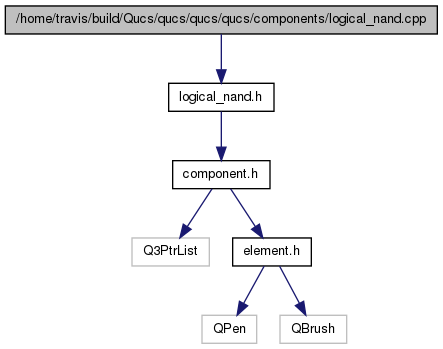 /home/travis/build/Qucs/qucs/qucs/qucs/components/logical_nand.cpp
logical_nand.h
component.h
Q3PtrList
element.h
QPen
QBrush